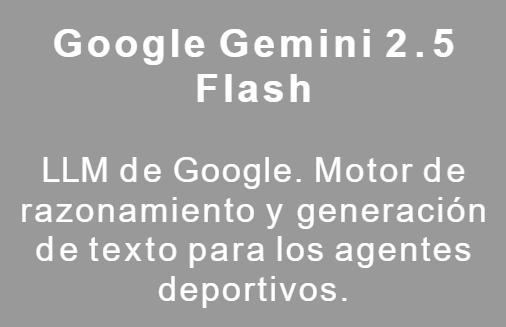 Google Gemini 2.5
Flash
LLM de Google. Motor de
razonamiento y generación
de texto para los agentes
deportivos.